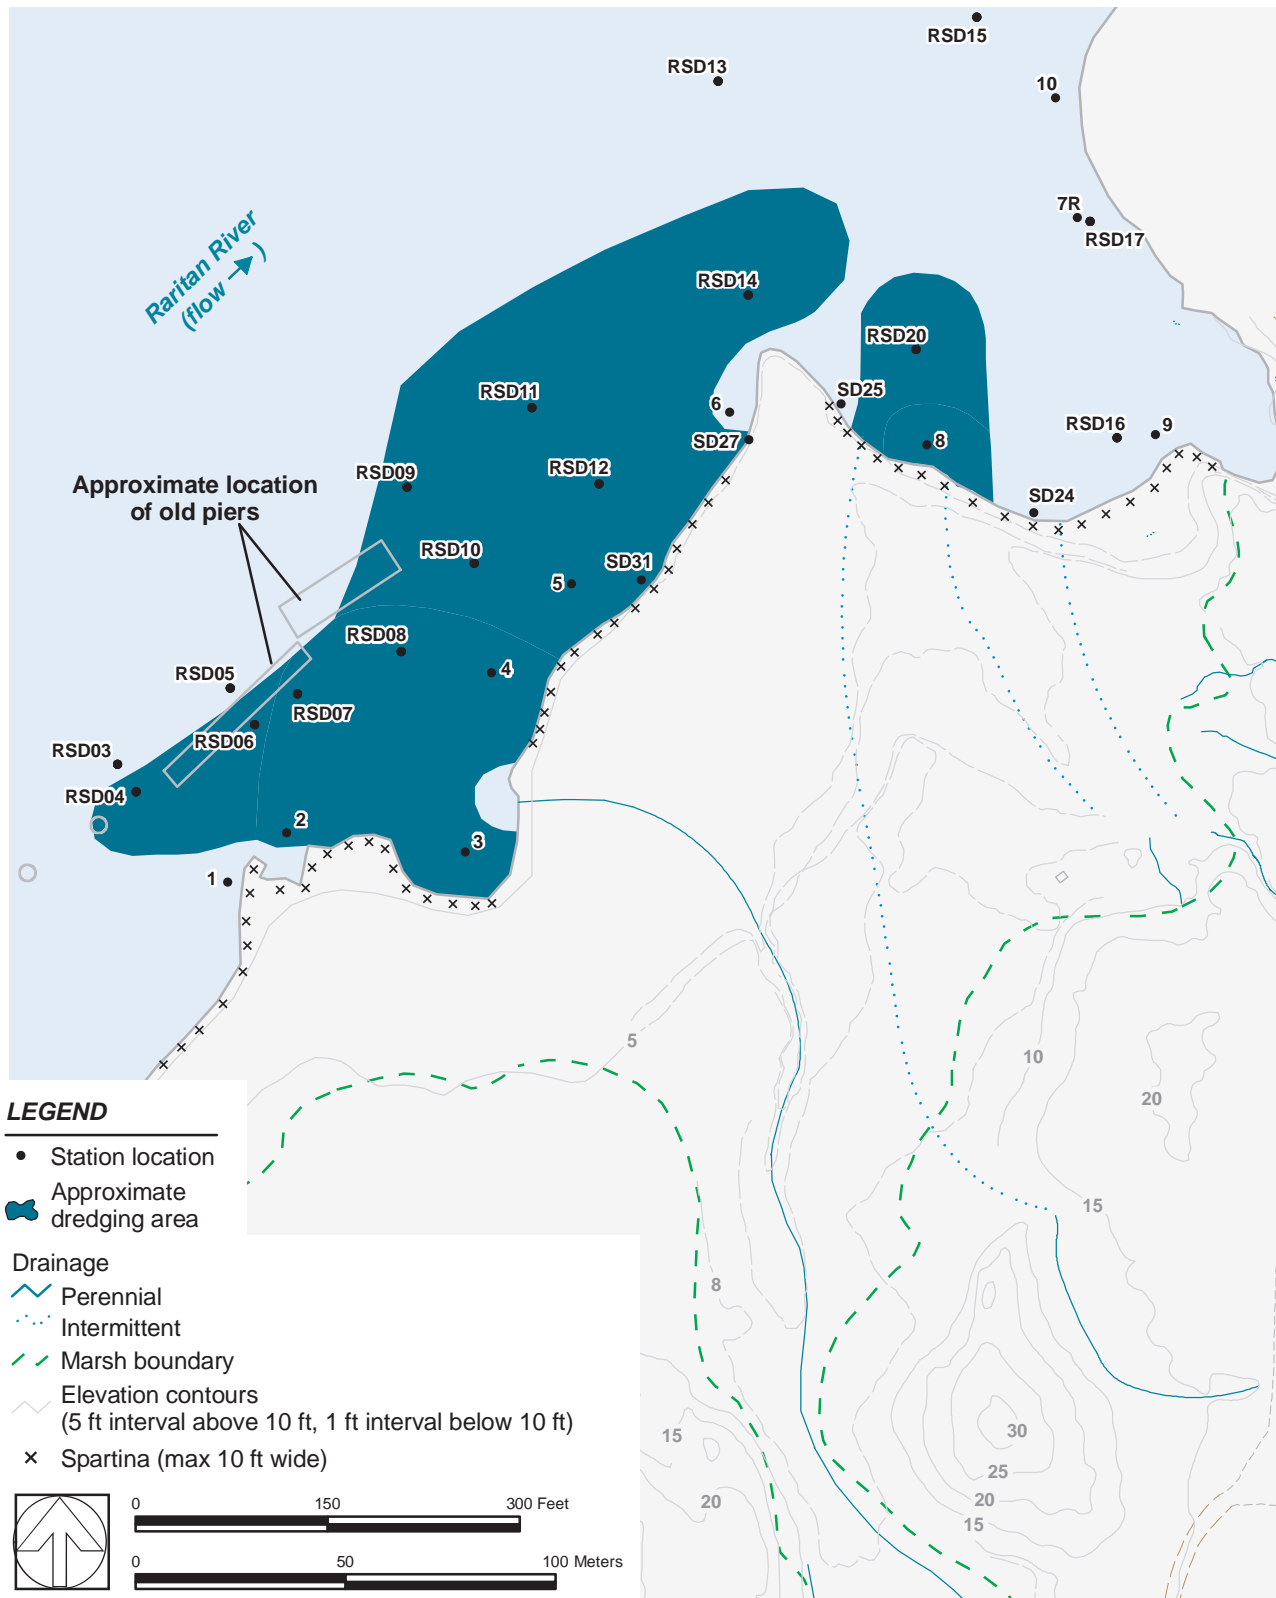 RSD15
RSD13
10
7R
RSD17
Raritan River
(flow → )
RSD14
RSD20
RSD11
6
SD25
SD27
8
RSD16
9
RSD09
RSD12
Approximate location
of old piers
SD24
RSD10
5
SD31
RSD08
4
RSD05
RSD07
RSD06
RSD03
RSD04
2
3
1
5
10
20
15
8
15
20
30
25
20
15
LEGEND
Station location
Approximate
dredging area
Drainage
Perennial
Intermittent
Marsh boundary
Elevation contours
(5 ft interval above 10 ft, 1 ft interval below 10 ft)
Spartina (max 10 ft wide)
0 150 300 Feet
0 50 100 Meters